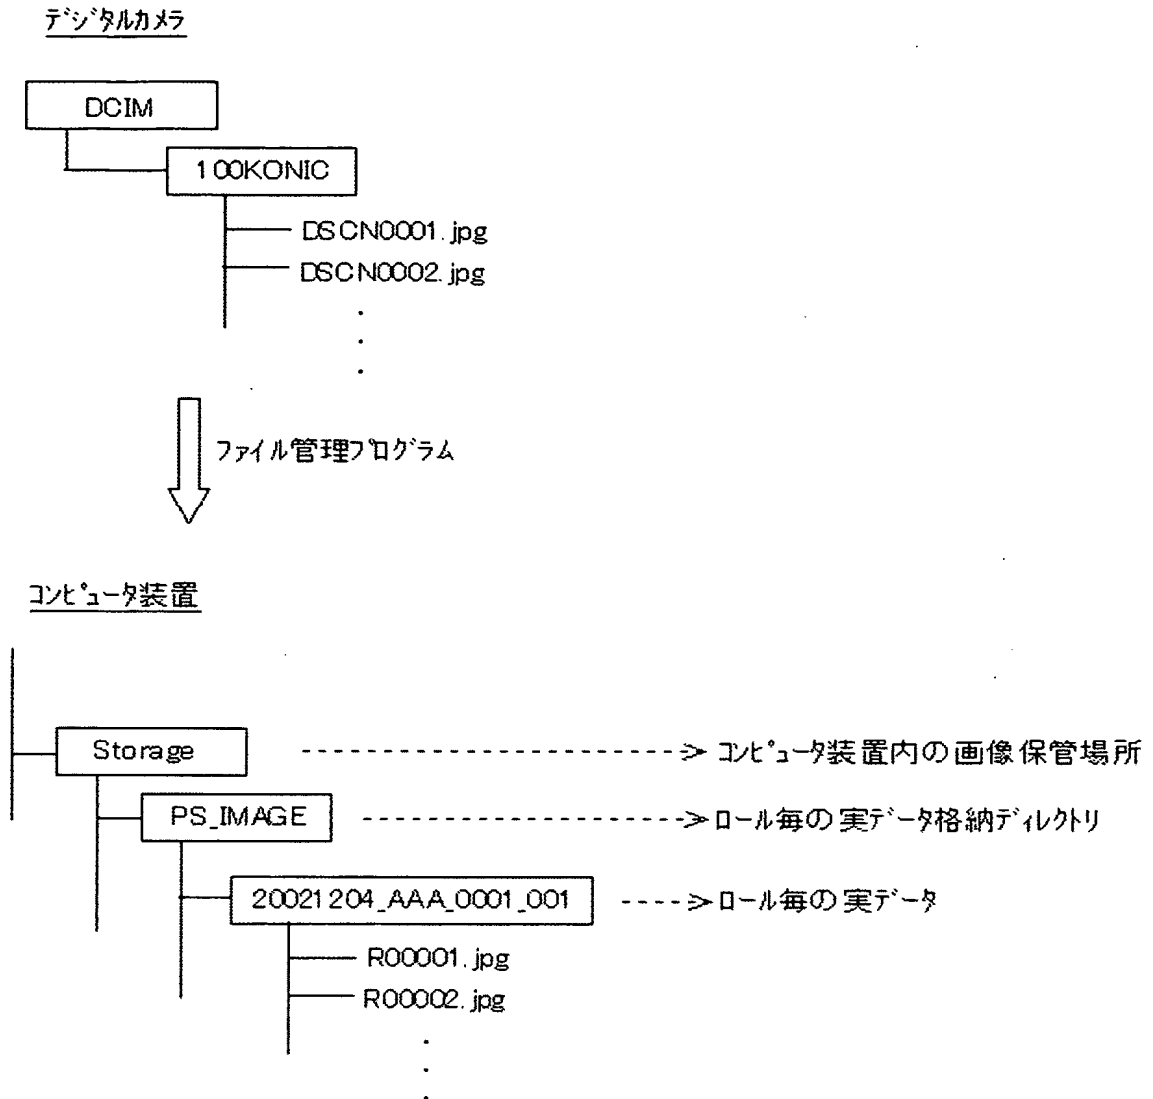 デジタルカメラ
DCIM
100KONIC
DSCN0001.jpg
DSCN0002.jpg
ファイル管理プログラム
コンピュータ装置
Storage
コンピュータ装置内の画像保管場所
PS_IMAGE
ロール毎の実データ格納ディレクトリ
20021204_AAA_0001_001
ロール毎の実データ
R00001.jpg
R00002.jpg